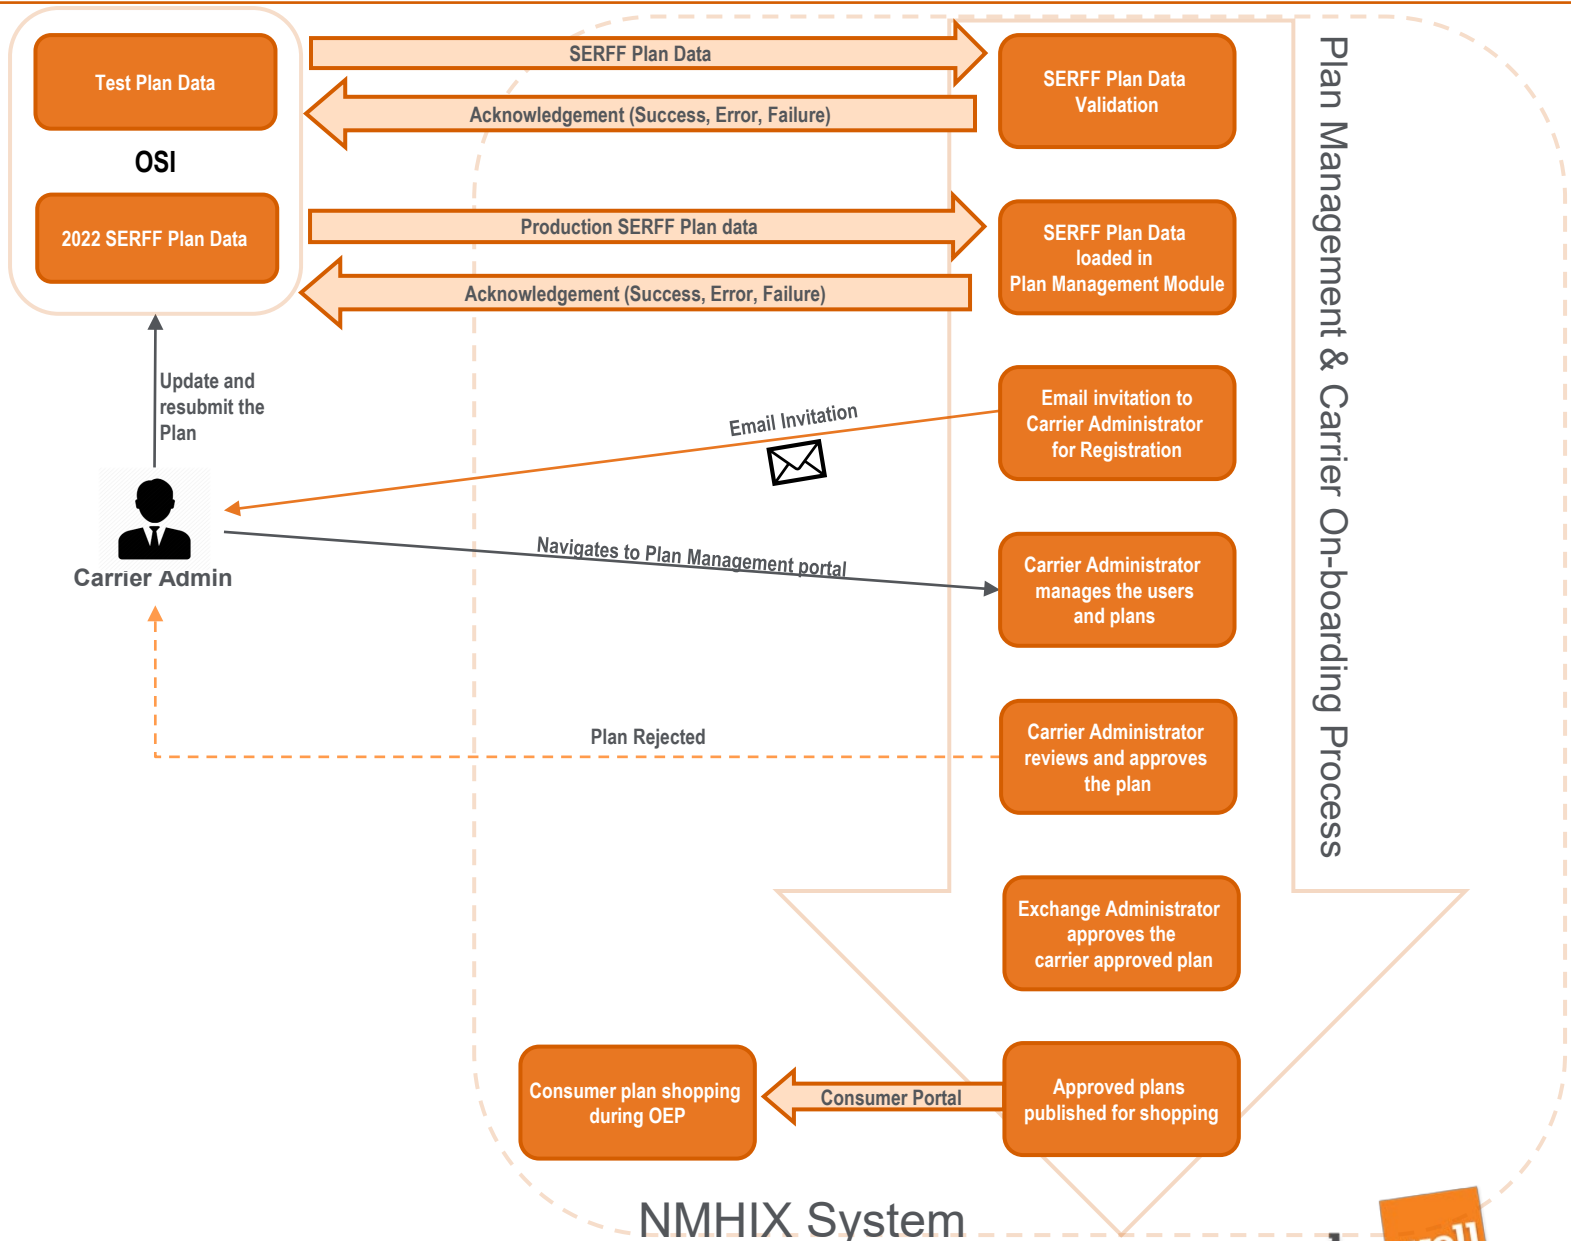 Test Plan Data
OSI
2022 SERFF Plan Data
SERFF Plan Data
Acknowledgement (Success, Error, Failure)
Production SERFF Plan data
Acknowledgement (Success, Error, Failure)
SERFF Plan Data
Validation
SERFF Plan Data
loaded in
Plan Management Module
Update and
resubmit the
Plan
Carrier Admin
Email Invitation
Email invitation to
Carrier Administrator
for Registration
Navigates to Plan Management portal
Carrier Administrator
manages the users
and plans
Plan Rejected
Carrier Administrator
reviews and approves
the plan
Exchange Administrator
approves the
carrier approved plan
Consumer plan shopping
during OEP
Consumer Portal
Approved plans
published for shopping
Plan Management & Carrier On-boarding Process
NMHIX System